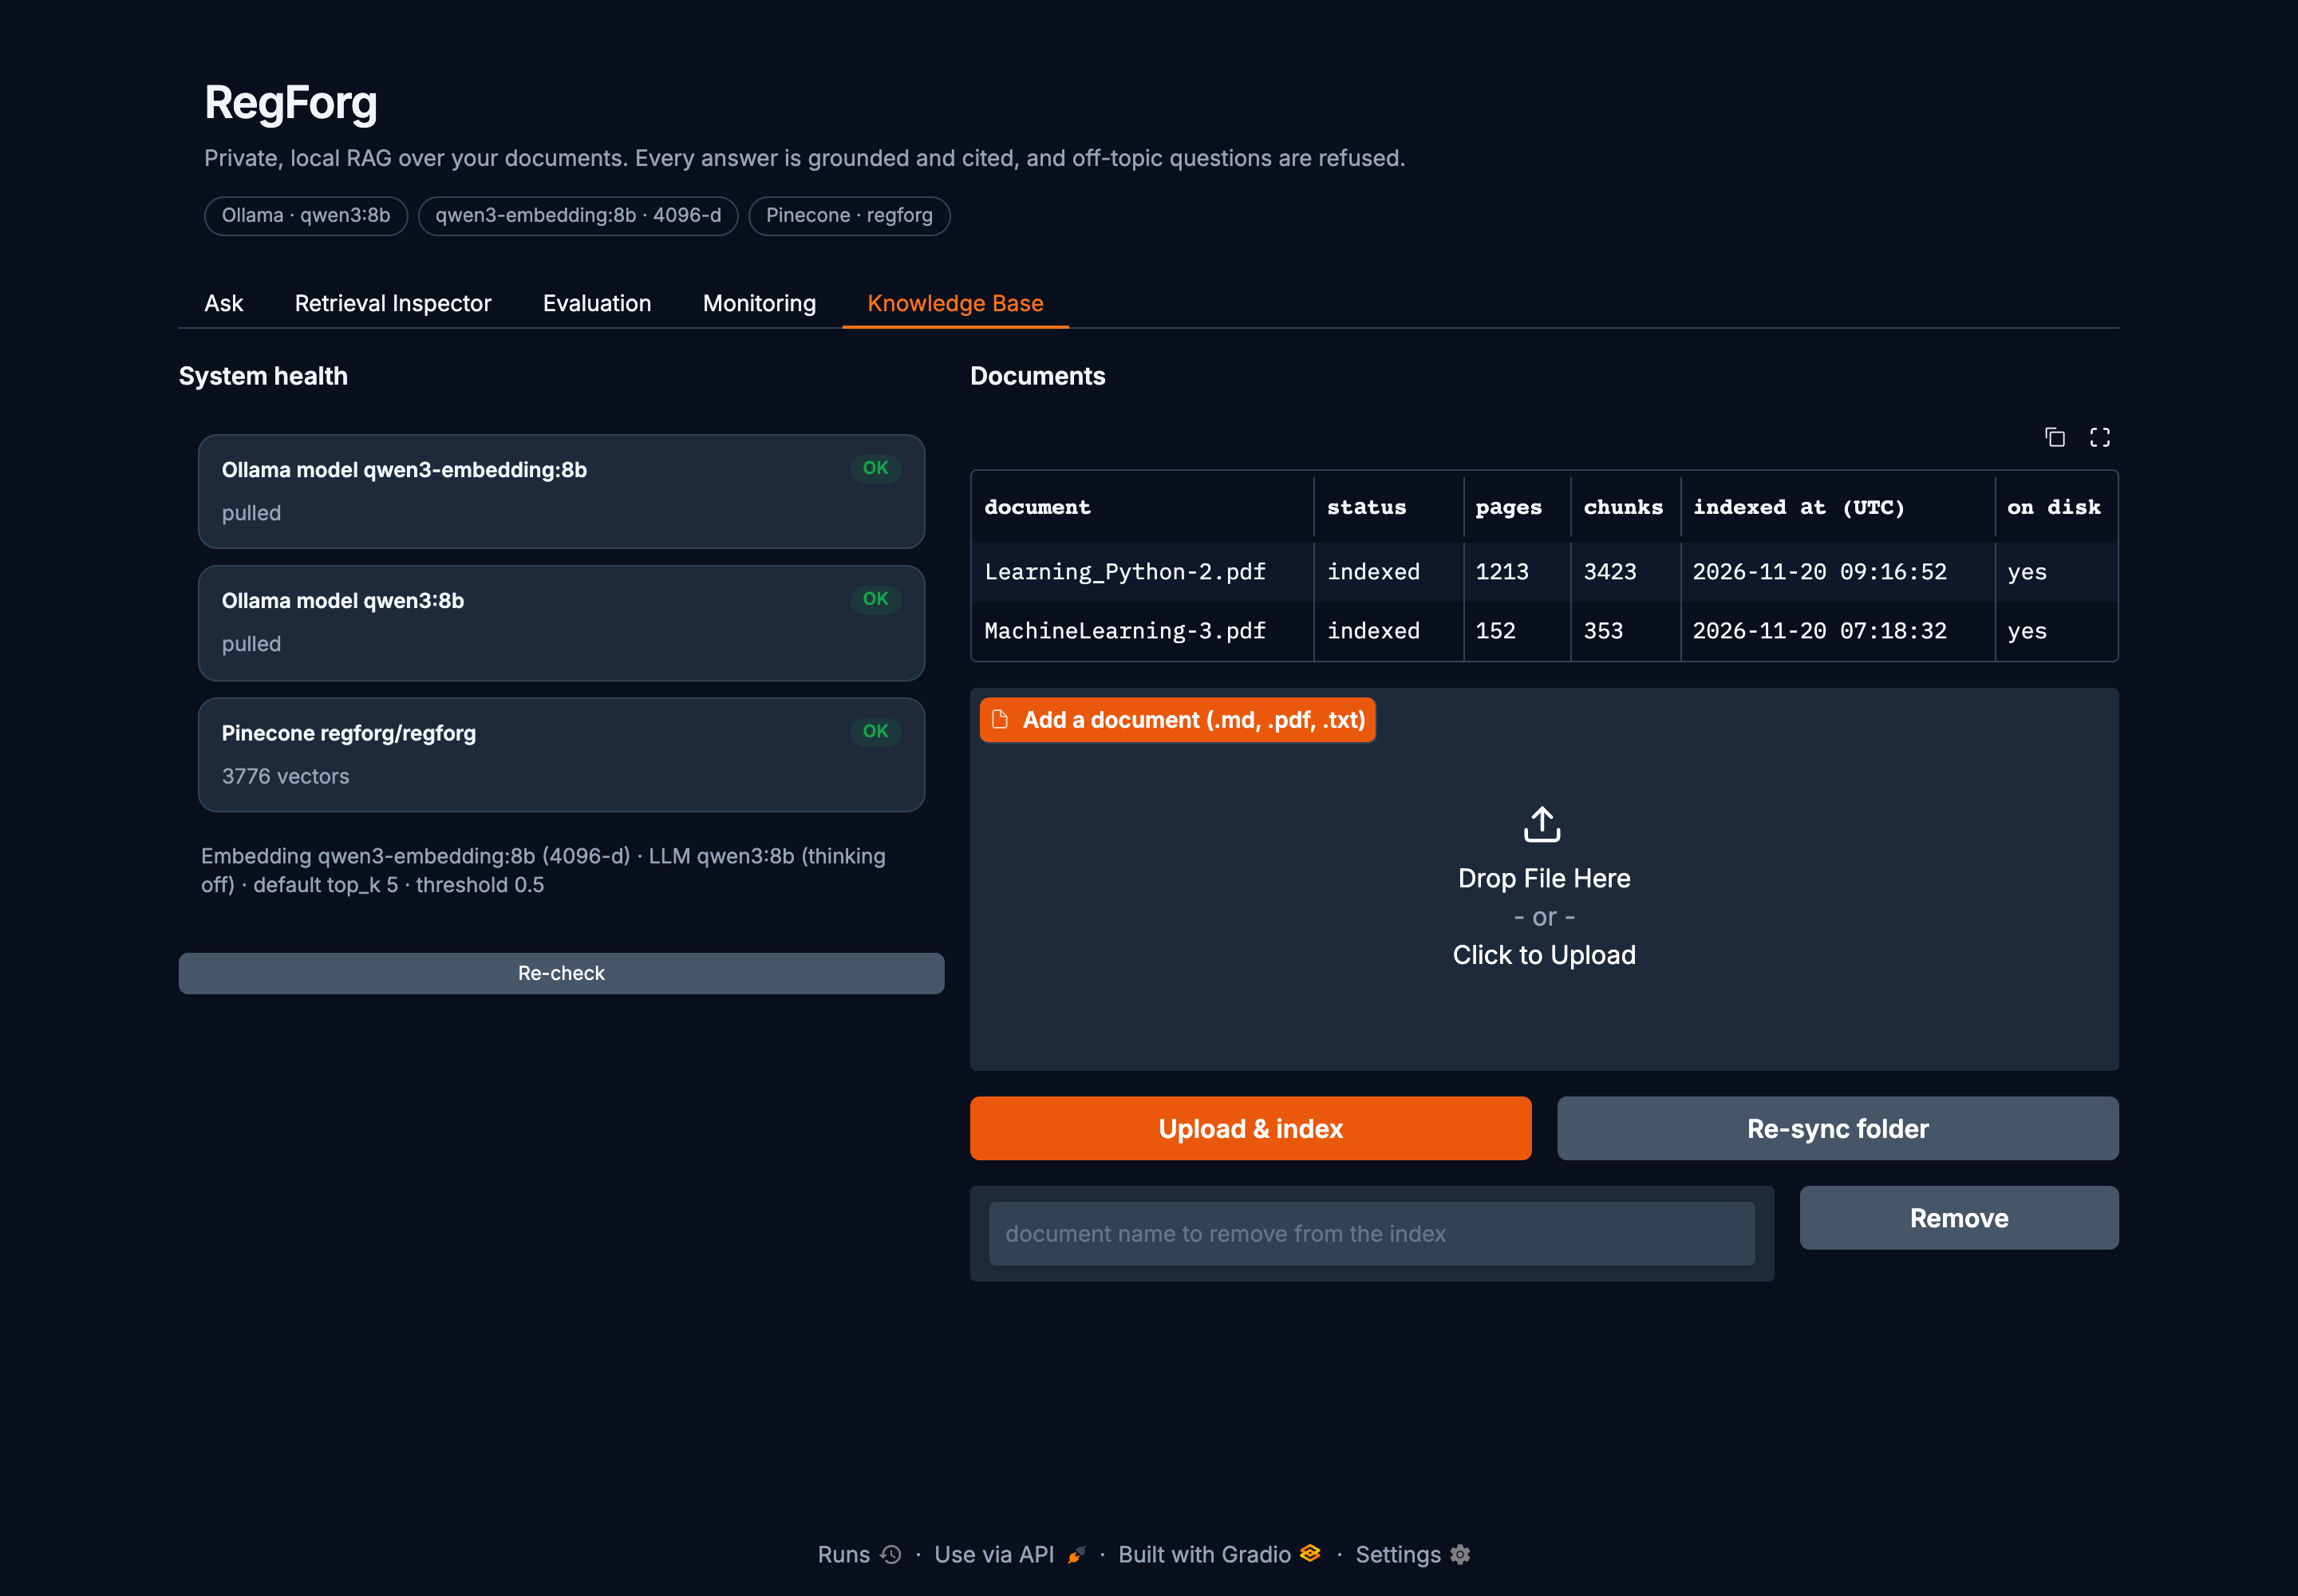 RegForg
Private, local RAG over your documents. Every answer is grounded and cited, and off-topic questions are refused.
Ollama · qwen3:8b
qwen3-embedding:8b · 4096-d
Pinecone · regforg
Ask
Retrieval Inspector
Evaluation
Monitoring
Knowledge Base
System health
Ollama model qwen3-embedding:8b
OK
pulled
Ollama model qwen3:8b
OK
pulled
Pinecone regforg/regforg
OK
3776 vectors
Embedding qwen3-embedding:8b (4096-d) · LLM qwen3:8b (thinking
off) · default top_k 5 · threshold 0.5
Re-check
Documents
document status pages chunks indexed at (UTC) on disk
Learning_Python-2.pdf indexed 1213 3423 2026-11-20 09:16:52 yes
MachineLearning-3.pdf indexed 152 353 2026-11-20 07:18:32 yes
Add a document (.md, .pdf, .txt)
Drop File Here
- or -
Click to Upload
Upload & index
Re-sync folder
document name to remove from the index
Remove
Runs · Use via API · Built with Gradio · Settings